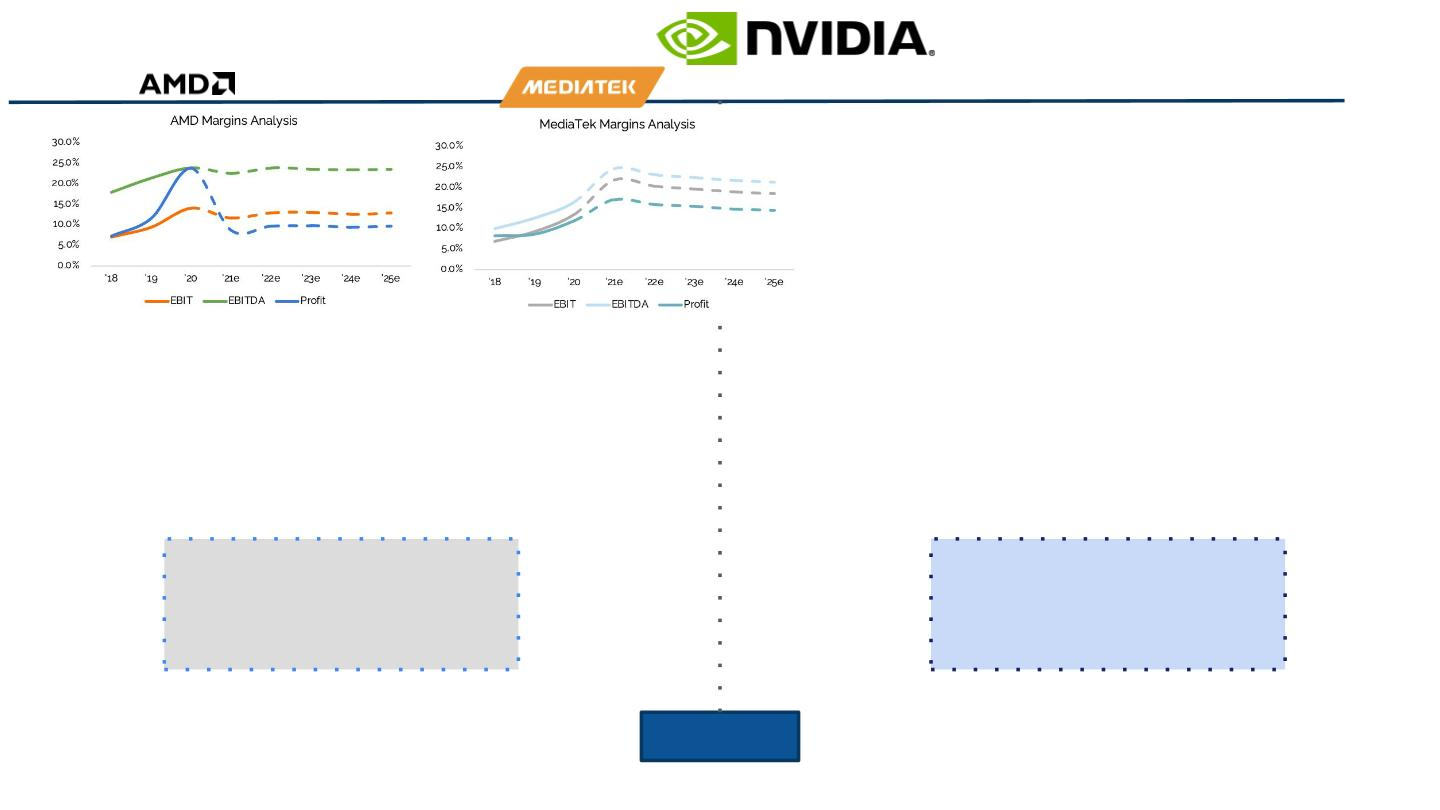 NVIDIA.
AMD
MEDIATEK
AMD Margins Analysis
30.0%
25.0%
20.0%
15.0%
10.0%
5.0%
0.0%
'18 '19 '20 '21e '22e '23e '24e '25e
EBIT EBITDA Profit
MediaTek Margins Analysis
30.0%
25.0%
20.0%
15.0%
10.0%
5.0%
0.0%
'18 '19 '20 '21e '22e '23e '24e '25e
EBIT EBITDA Profit